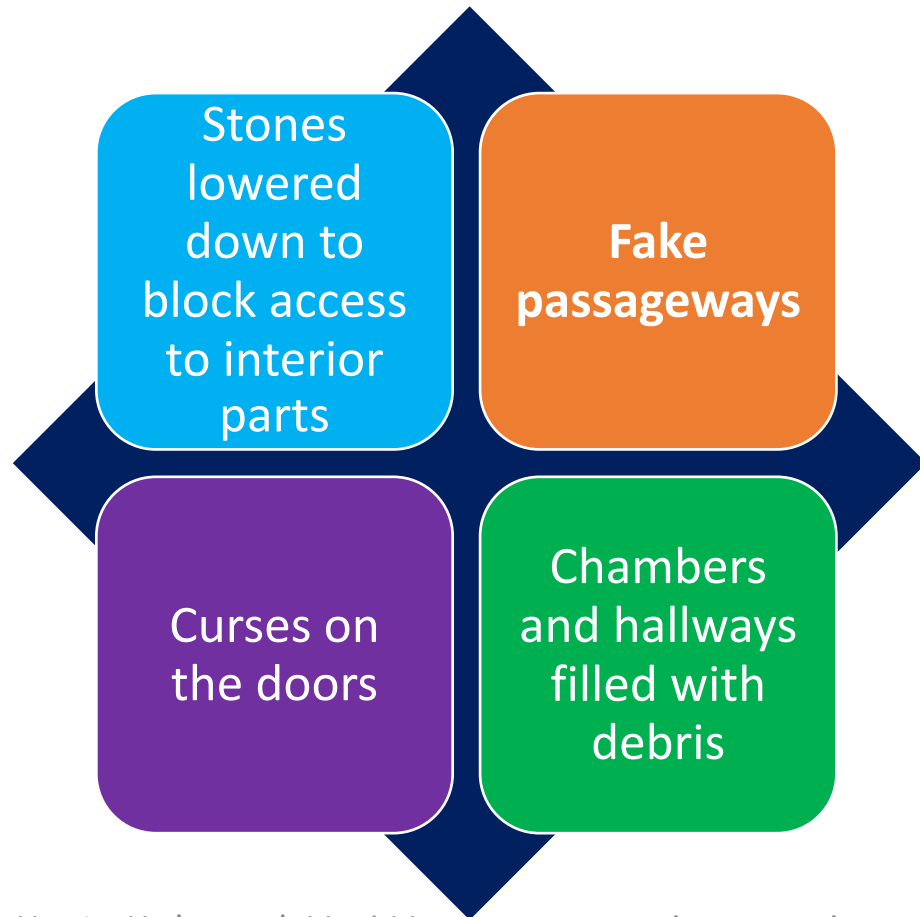 Stones
lowered
down to
block access
to interior
parts
Fake
passageways
Curses on
the doors
Chambers
and hallways
filled with
debris